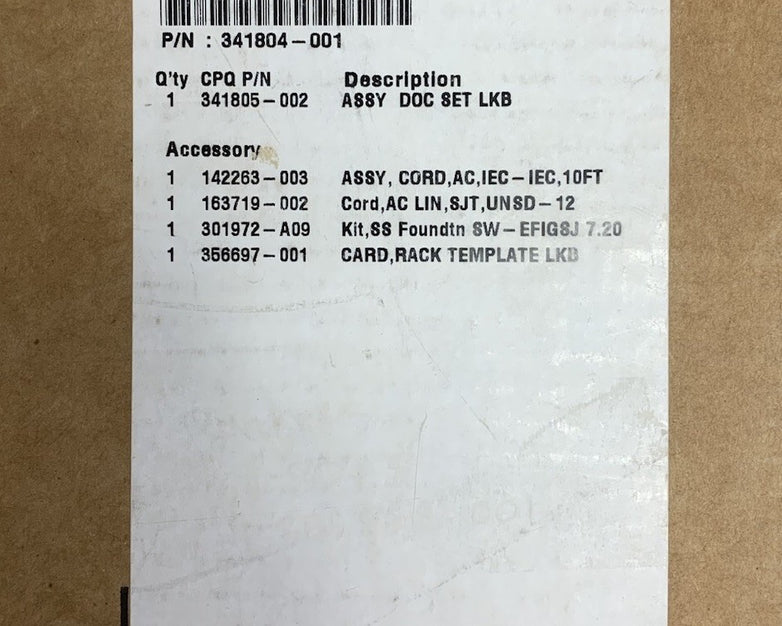 P/N : 341804-001
Q'ty CPQ P/N Description
1 341805-002 ASSY DOC SET LKB
Accessory
1 142263-003 ASSY, CORD,AC,IEC-IEC,10FT
1 163719-002 Cord,AC LIN,SJT,UNSD-12
1 301972-A09 Kit,SS Foundtn SW-EFIGSJ 7.20
1 356697-001 CARD,RACK TEMPLATE LKB